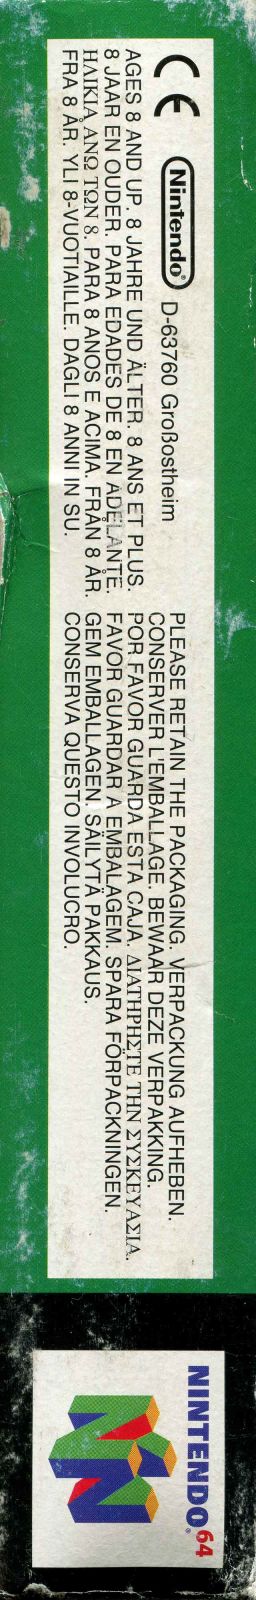 CE Nintendo® D-63760 Großostheim
AGES 8 AND UP. 8 JAHRE UND ÄLTER. 8 ANS ET PLUS.
8 JAAR EN OUDER. PARA EDADES DE 8 EN ADELANTE.
ΗΛΙΚΙΑ ΑΝΩ ΤΩΝ 8. PARA 8 ANOS E ACIMA. FRÅN 8 ÅR.
FRA 8 ÅR. YLI 8-VUOTIAILLE. DAGLI 8 ANNI IN SU.
PLEASE RETAIN THE PACKAGING. VERPACKUNG AUFHEBEN.
CONSERVER L'EMBALLAGE. BEWAAR DEZE VERPAKKING.
POR FAVOR GUARDA ESTA CAJA. ΔΙΑΤΗΡΗΣΤΕ ΤΗΝ ΣΥΣΚΕΥΑΣΙΑ.
FAVOR GUARDAR A EMBALAGEM. SPARA FÖRPACKNINGEN.
GEM EMBALLAGEN. SÄILYTÄ PAKKAUS.
CONSERVA QUESTO INVOLUCRO.
NINTENDO64®